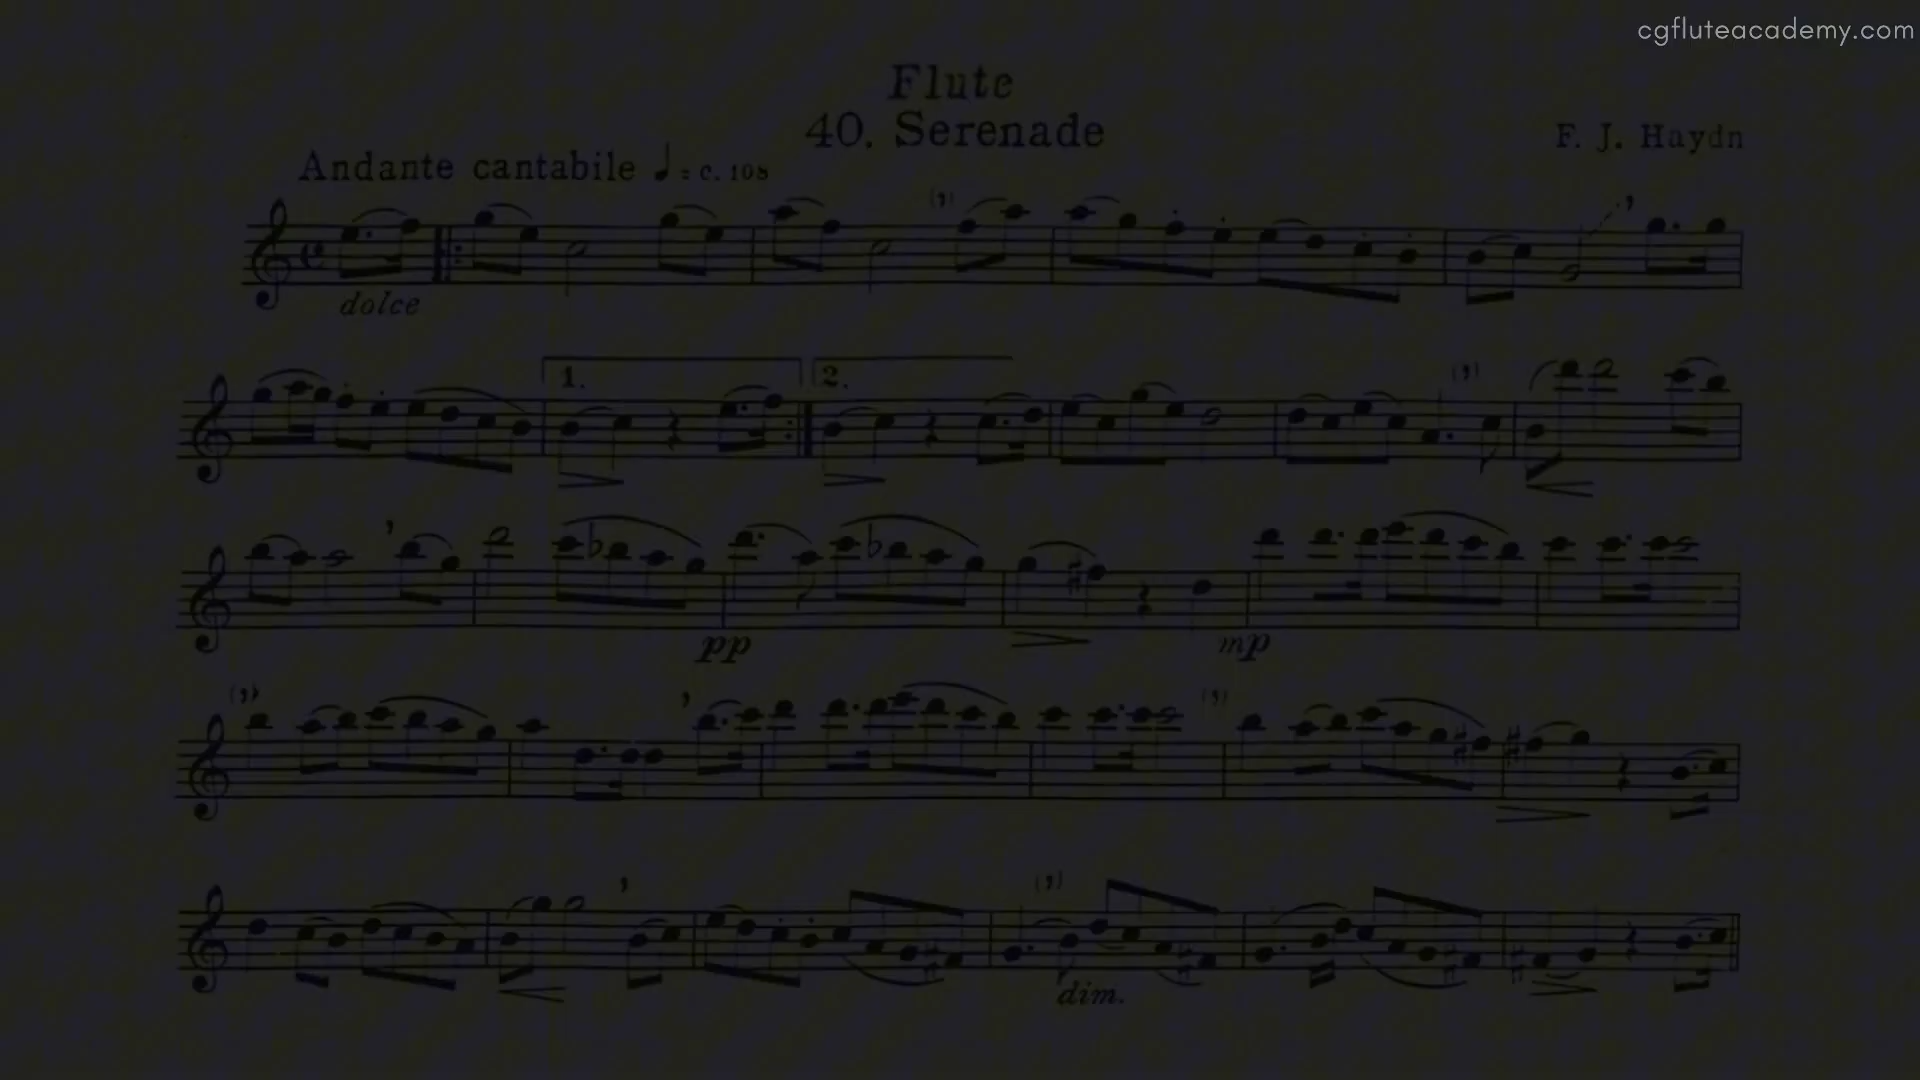 cgfluteacademy.com
Flute
40. Serenade
F. J. Haydn
Andante cantabile ♩ = c. 108
dolce
1.
2.
pp
mp
dim.